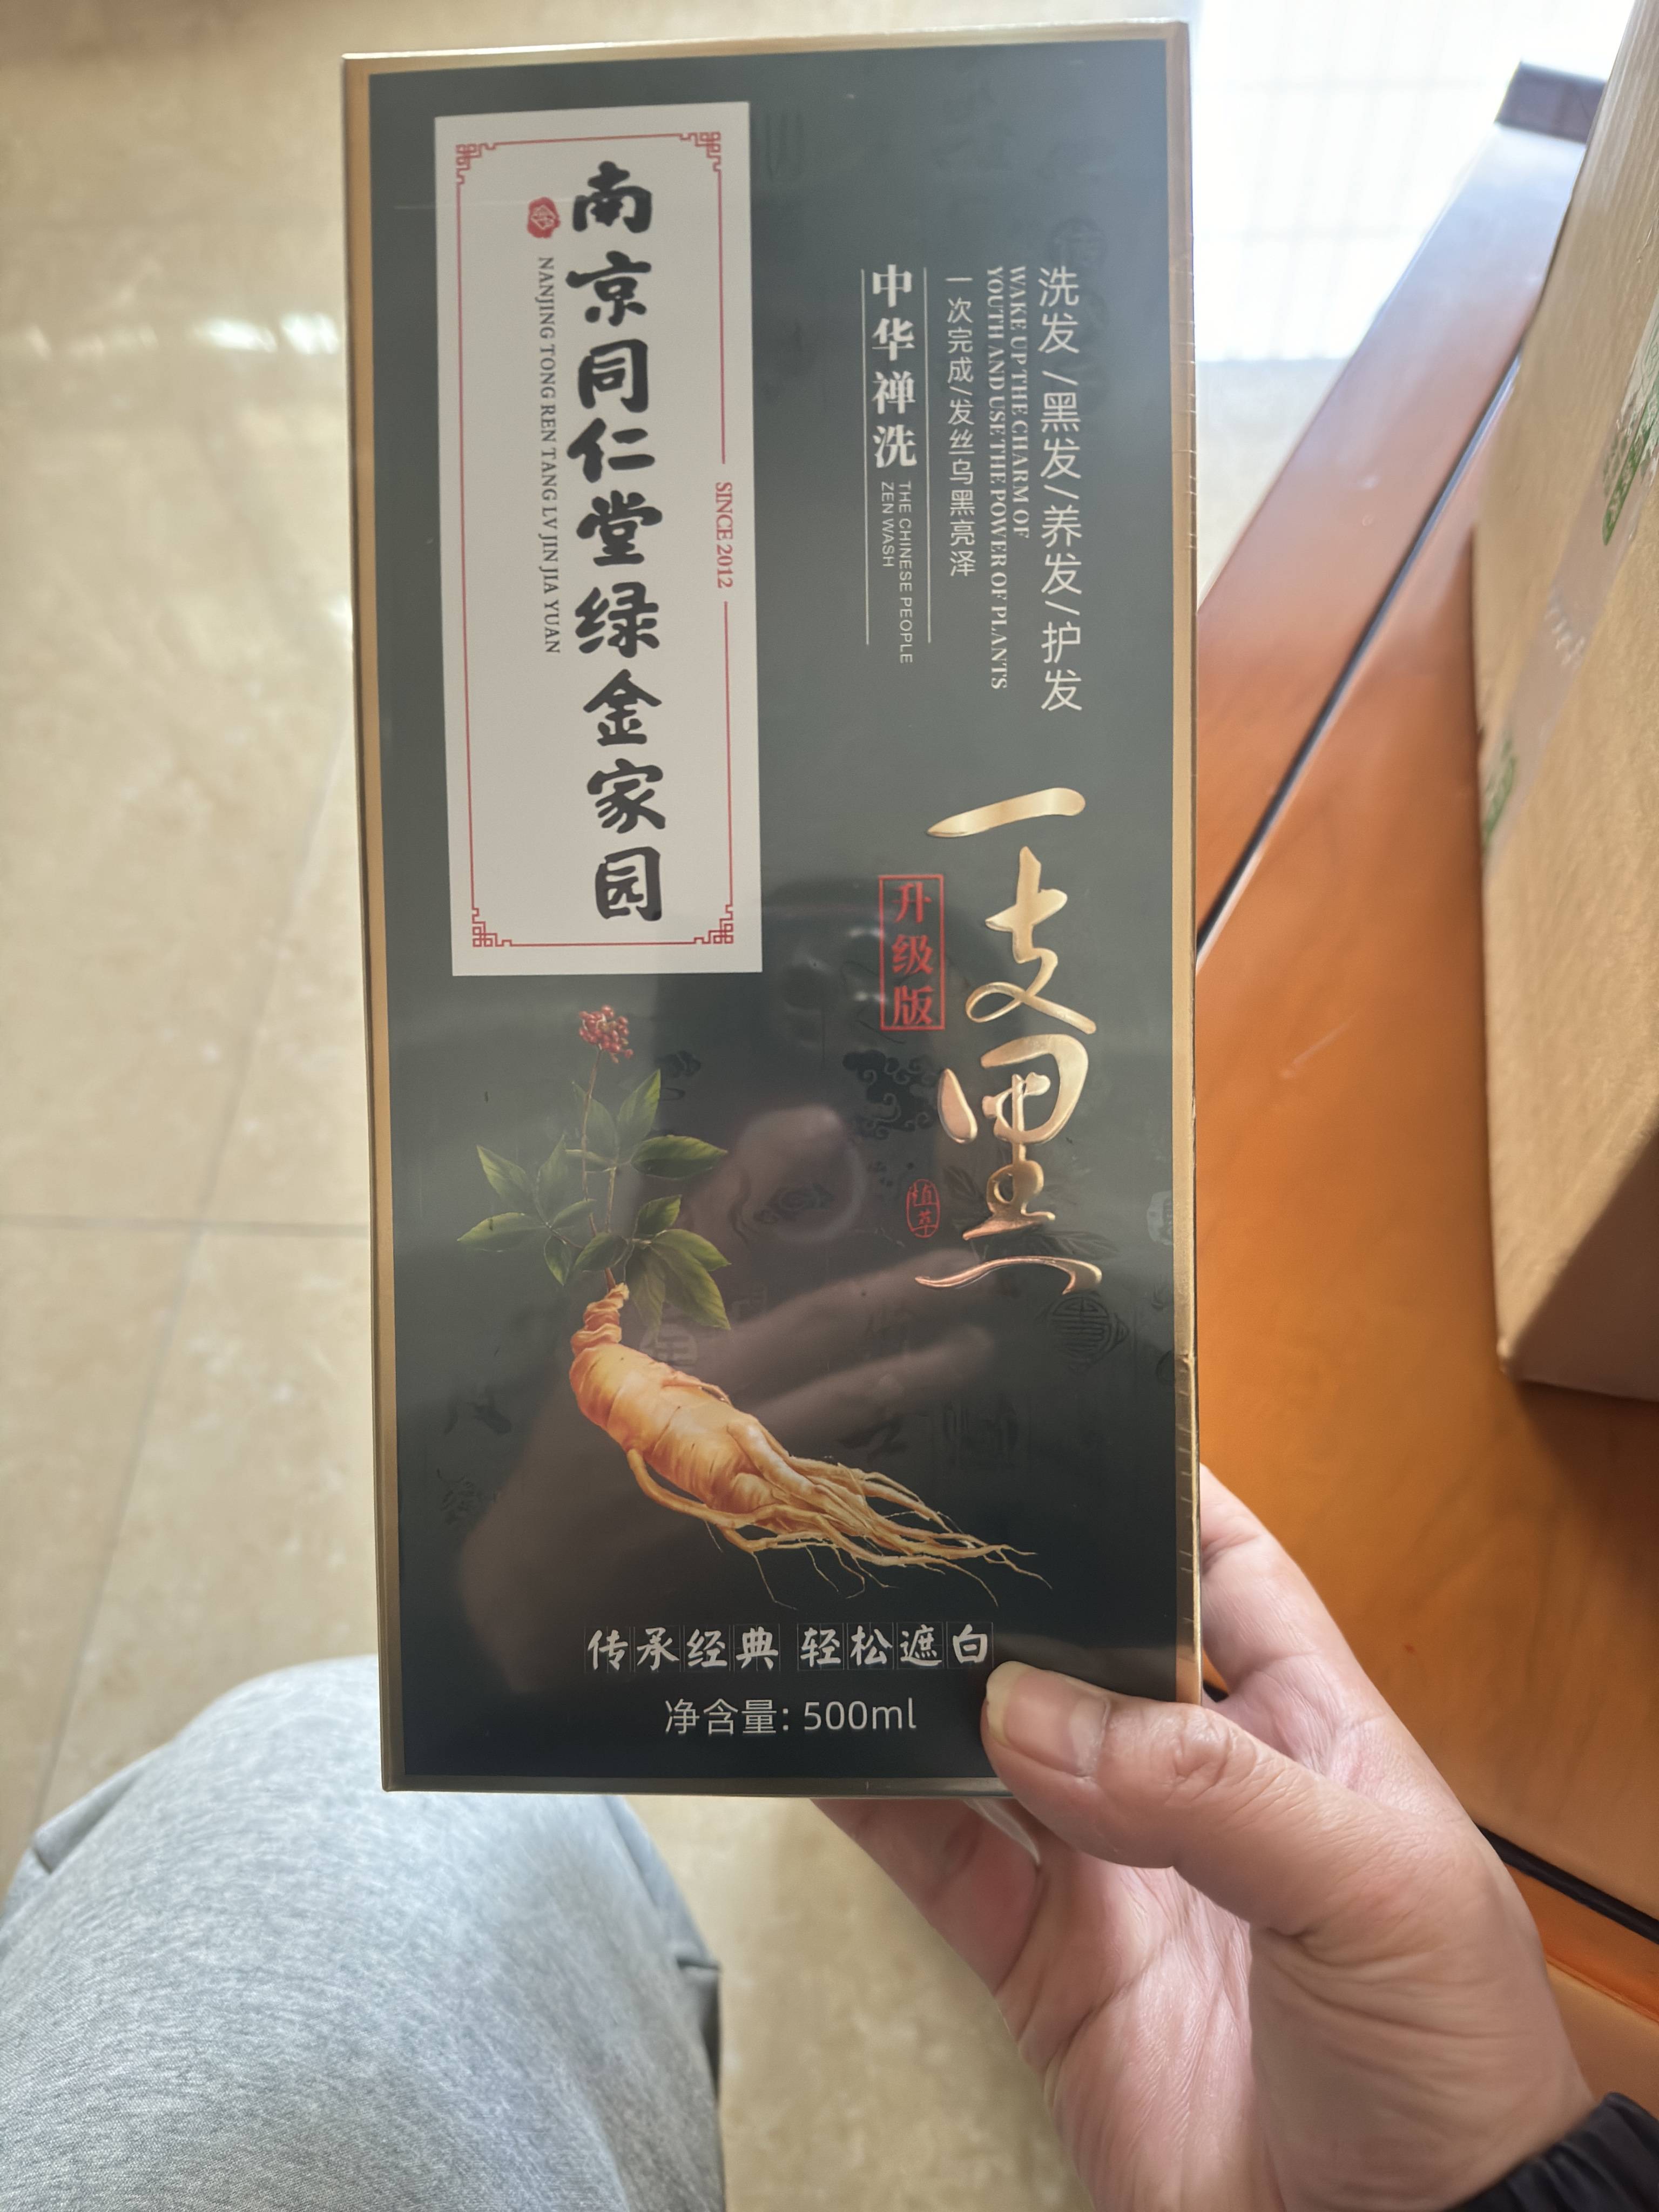 洗发/黑发/养发/护发
WAKE UP THE CHARM OF
YOUTH AND USE THE POWER OF PLANTS
一次完成/发丝乌黑亮泽
中华禅洗
THE CHINESE PEOPLE
ZEN WASH
SINCE 2012
南京同仁堂绿金家园
NANJING TONG REN TANG LV JIN JIA YUAN
一支黑
升级版
植萃
传承经典 轻松遮白
净含量: 500ml